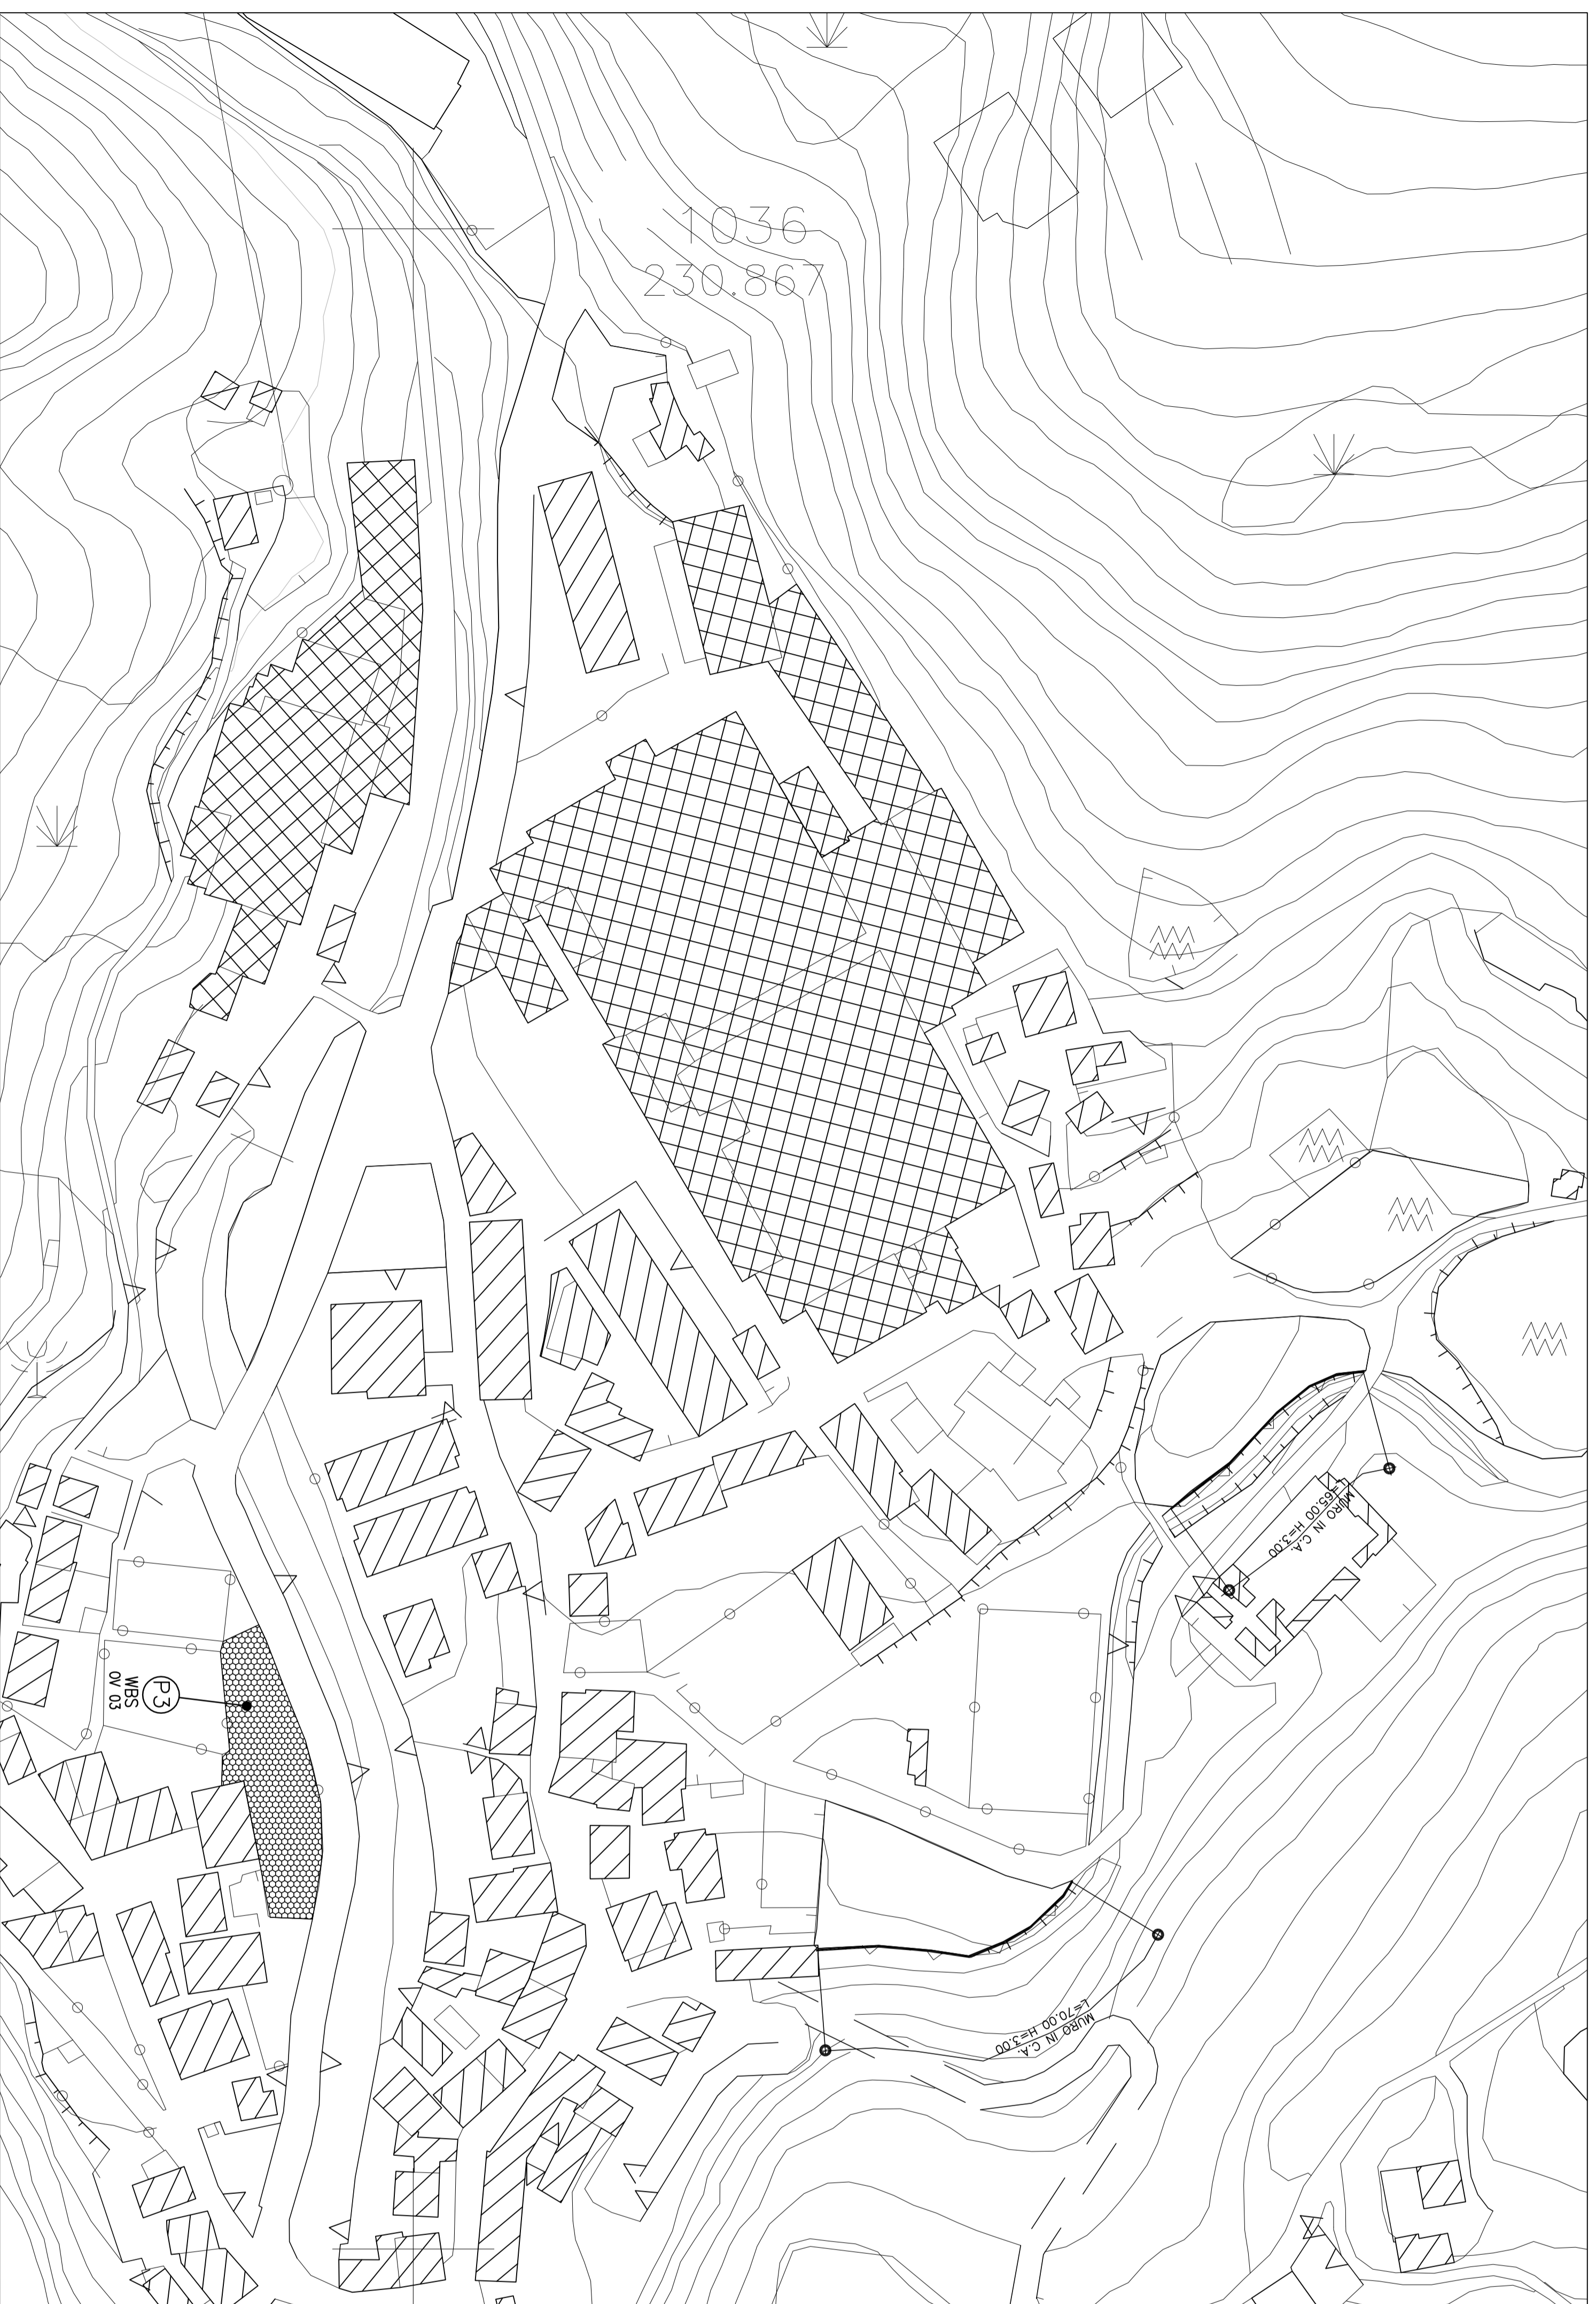 1036
230.867
MURO IN C.A.
L=65.00 H=3.00
P3
WBS
OV 03
MURO IN C.A.
L=70.00 H=3.00